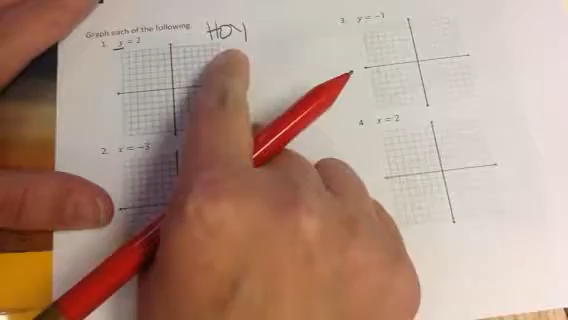 Graph each of the following.
HOY
1. y = 2
2. x = -3
3. y = -1
4. x = 2